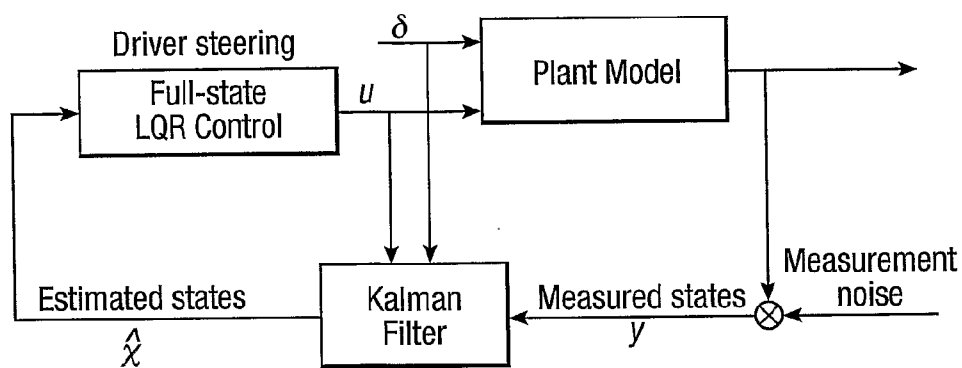 Driver steering
δ
Full-state
LQR Control
u
Plant Model
Kalman
Filter
Estimated states
x̂
Measured states
y
Measurement
noise